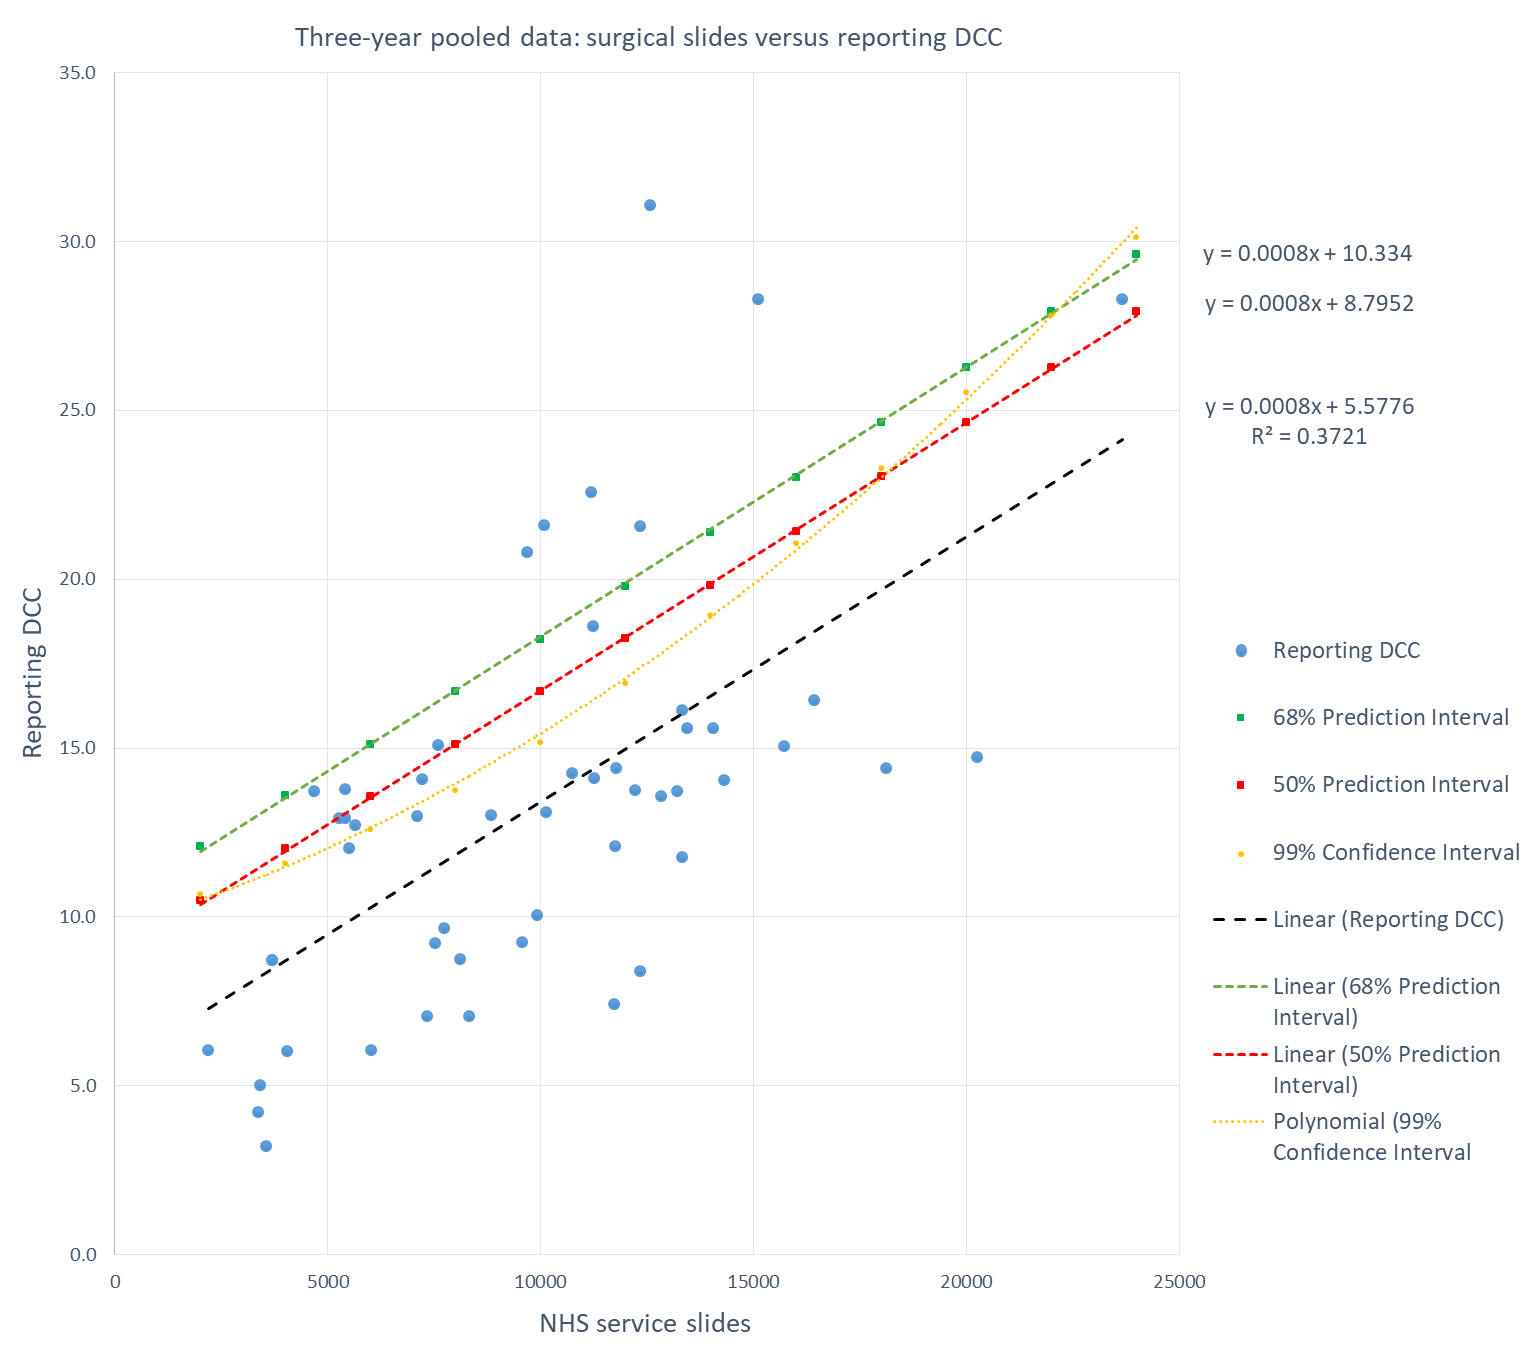 Three-year pooled data: surgical slides versus reporting DCC
35.0
30.0
25.0
20.0
15.0
10.0
5.0
0.0
Reporting DCC
0
5000
10000
15000
20000
25000
NHS service slides
y = 0.0008x + 10.334
y = 0.0008x + 8.7952
y = 0.0008x + 5.5776
R² = 0.3721
Reporting DCC
68% Prediction Interval
50% Prediction Interval
99% Confidence Interval
Linear (Reporting DCC)
Linear (68% Prediction
Interval)
Linear (50% Prediction
Interval)
Polynomial (99%
Confidence Interval